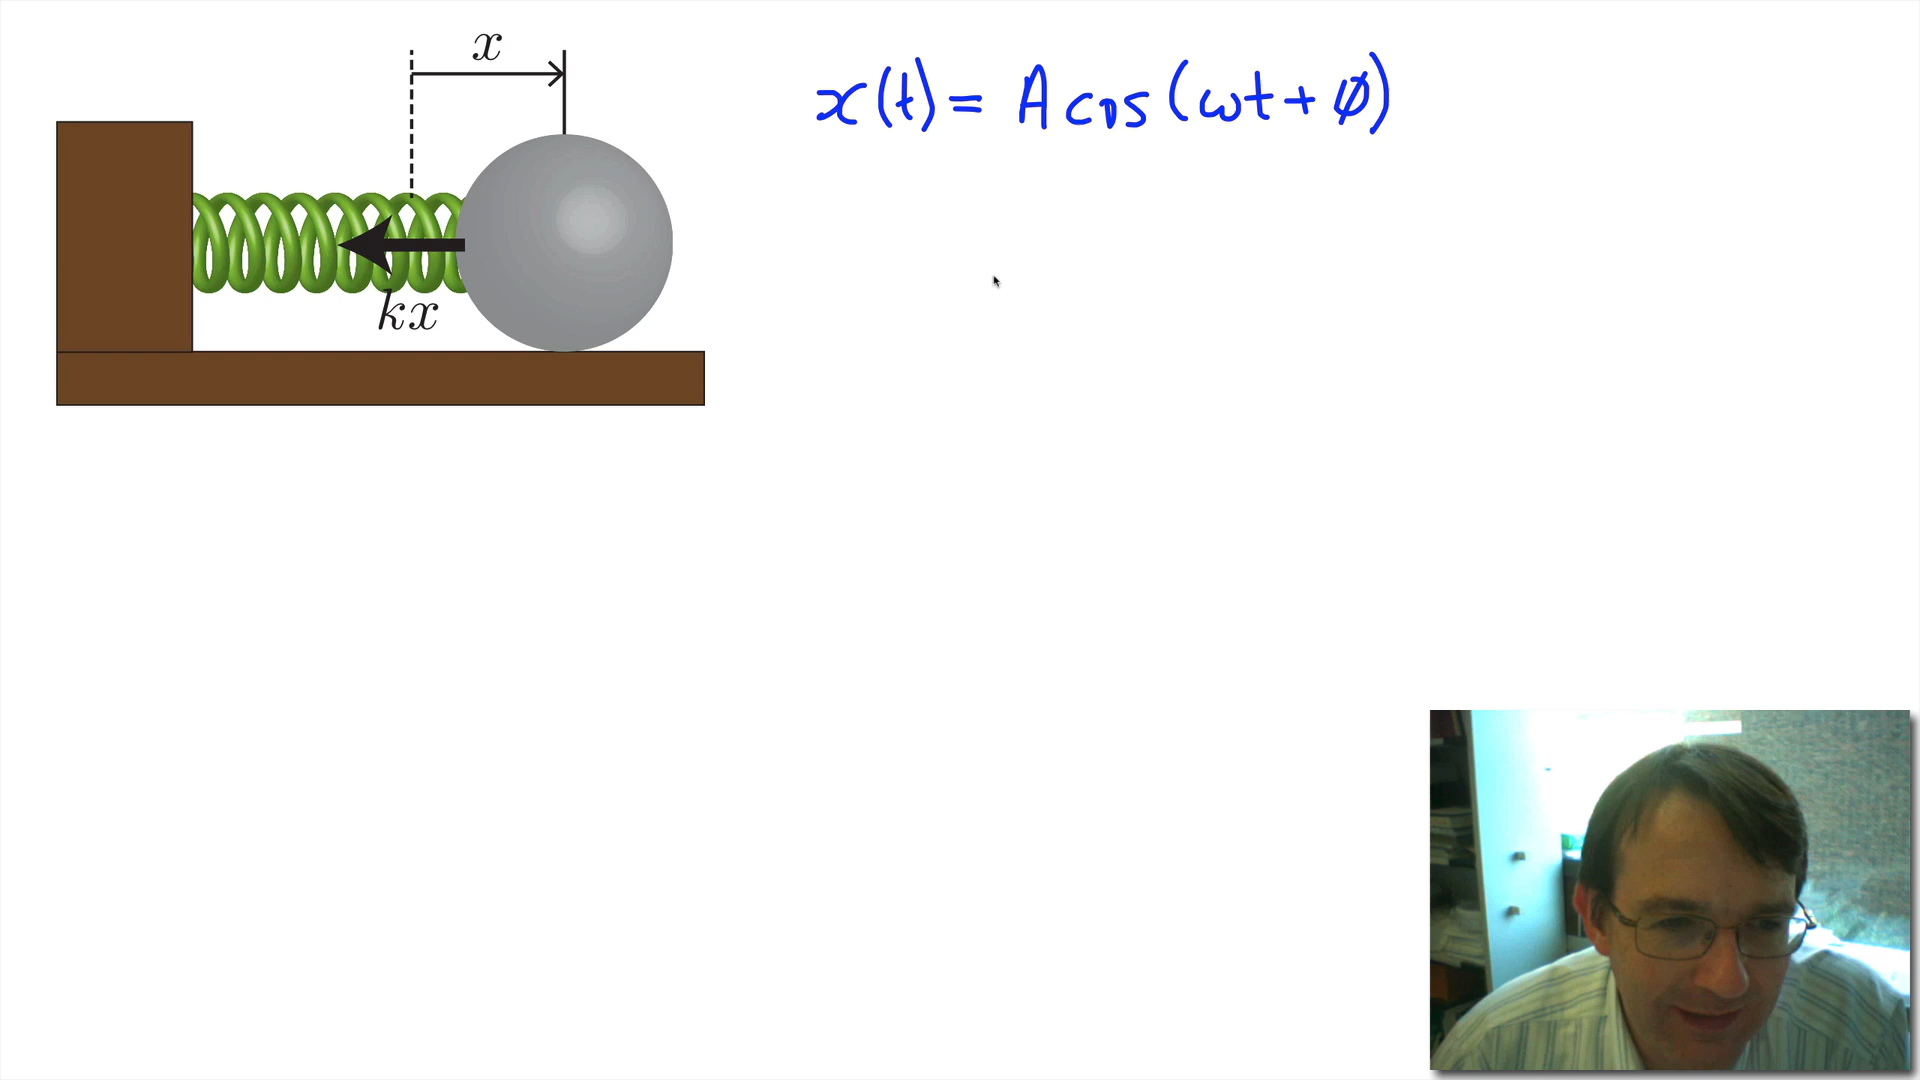 x
x(t) = A cos(ωt + φ)
kx